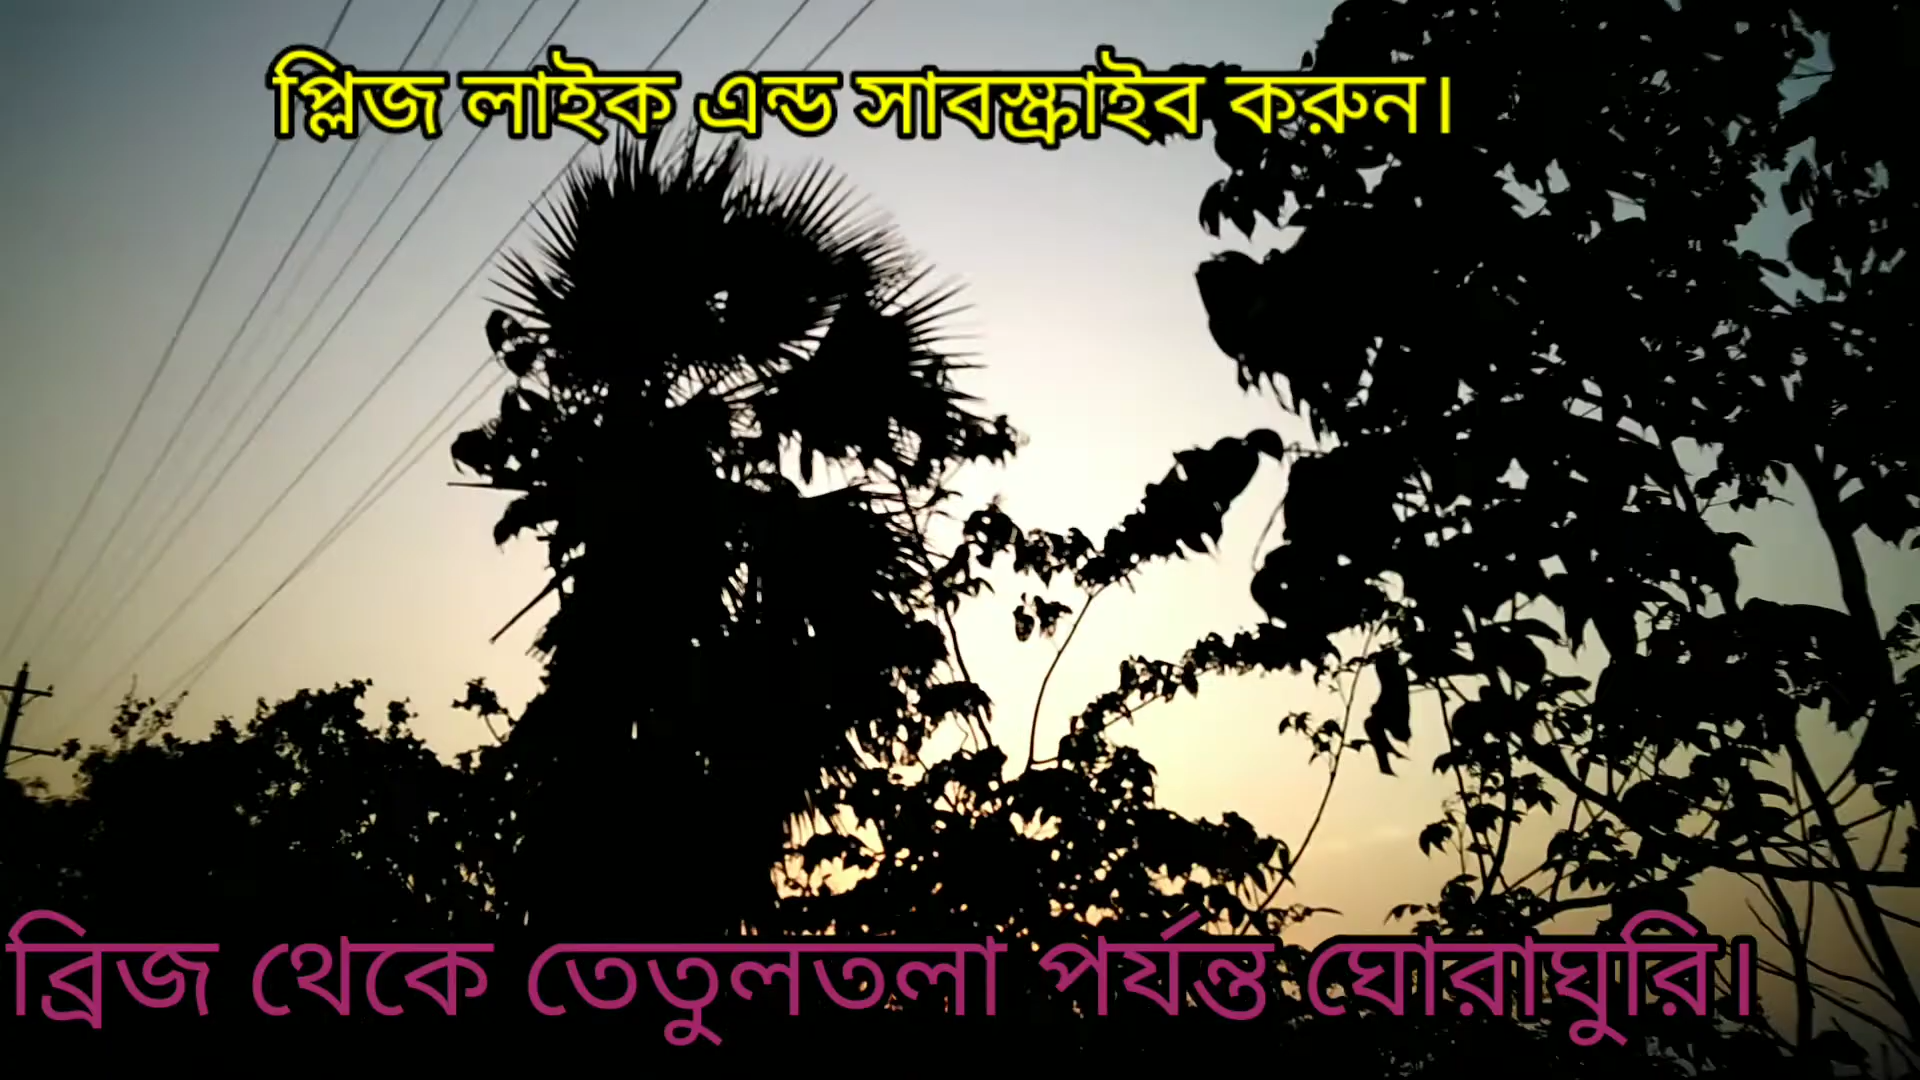 প্লিজ লাইক এন্ড সাবস্ক্রাইব করুন।
ব্রিজ থেকে তেতুলতলা পর্যন্ত ঘোরাঘুরি।